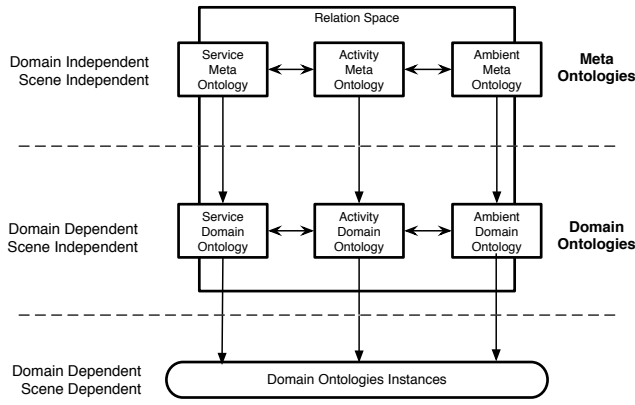 Relation Space
Domain Independent
Scene Independent
Service
Meta
Ontology
Activity
Meta
Ontology
Ambient
Meta
Ontology
Meta
Ontologies
Domain Dependent
Scene Independent
Service
Domain
Ontology
Activity
Domain
Ontology
Ambient
Domain
Ontology
Domain
Ontologies
Domain Dependent
Scene Dependent
Domain Ontologies Instances